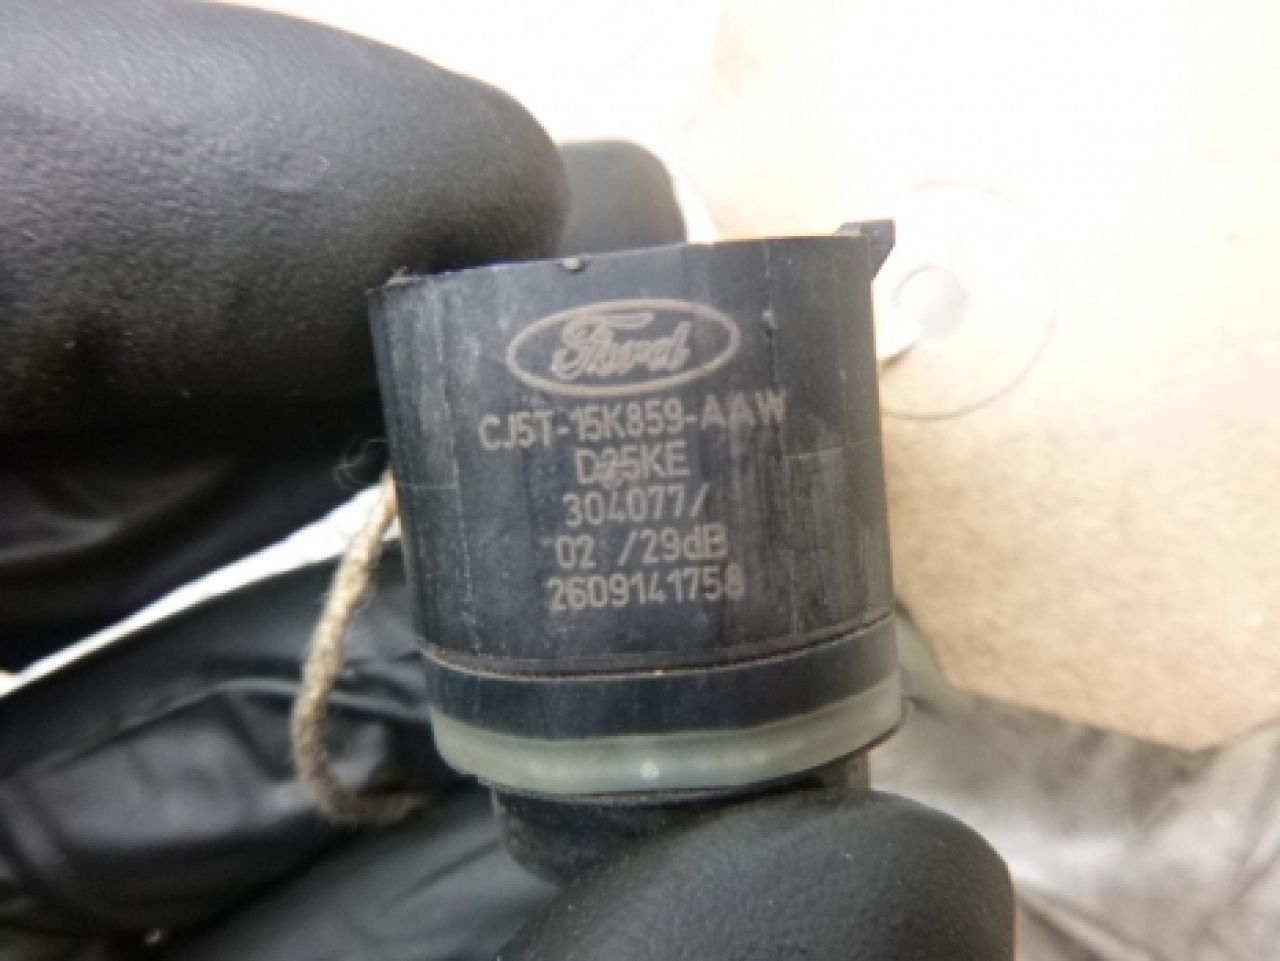 Ford
CJ5T-15K859-AAW
D25KE
304077/
02 /29dB
2609141758